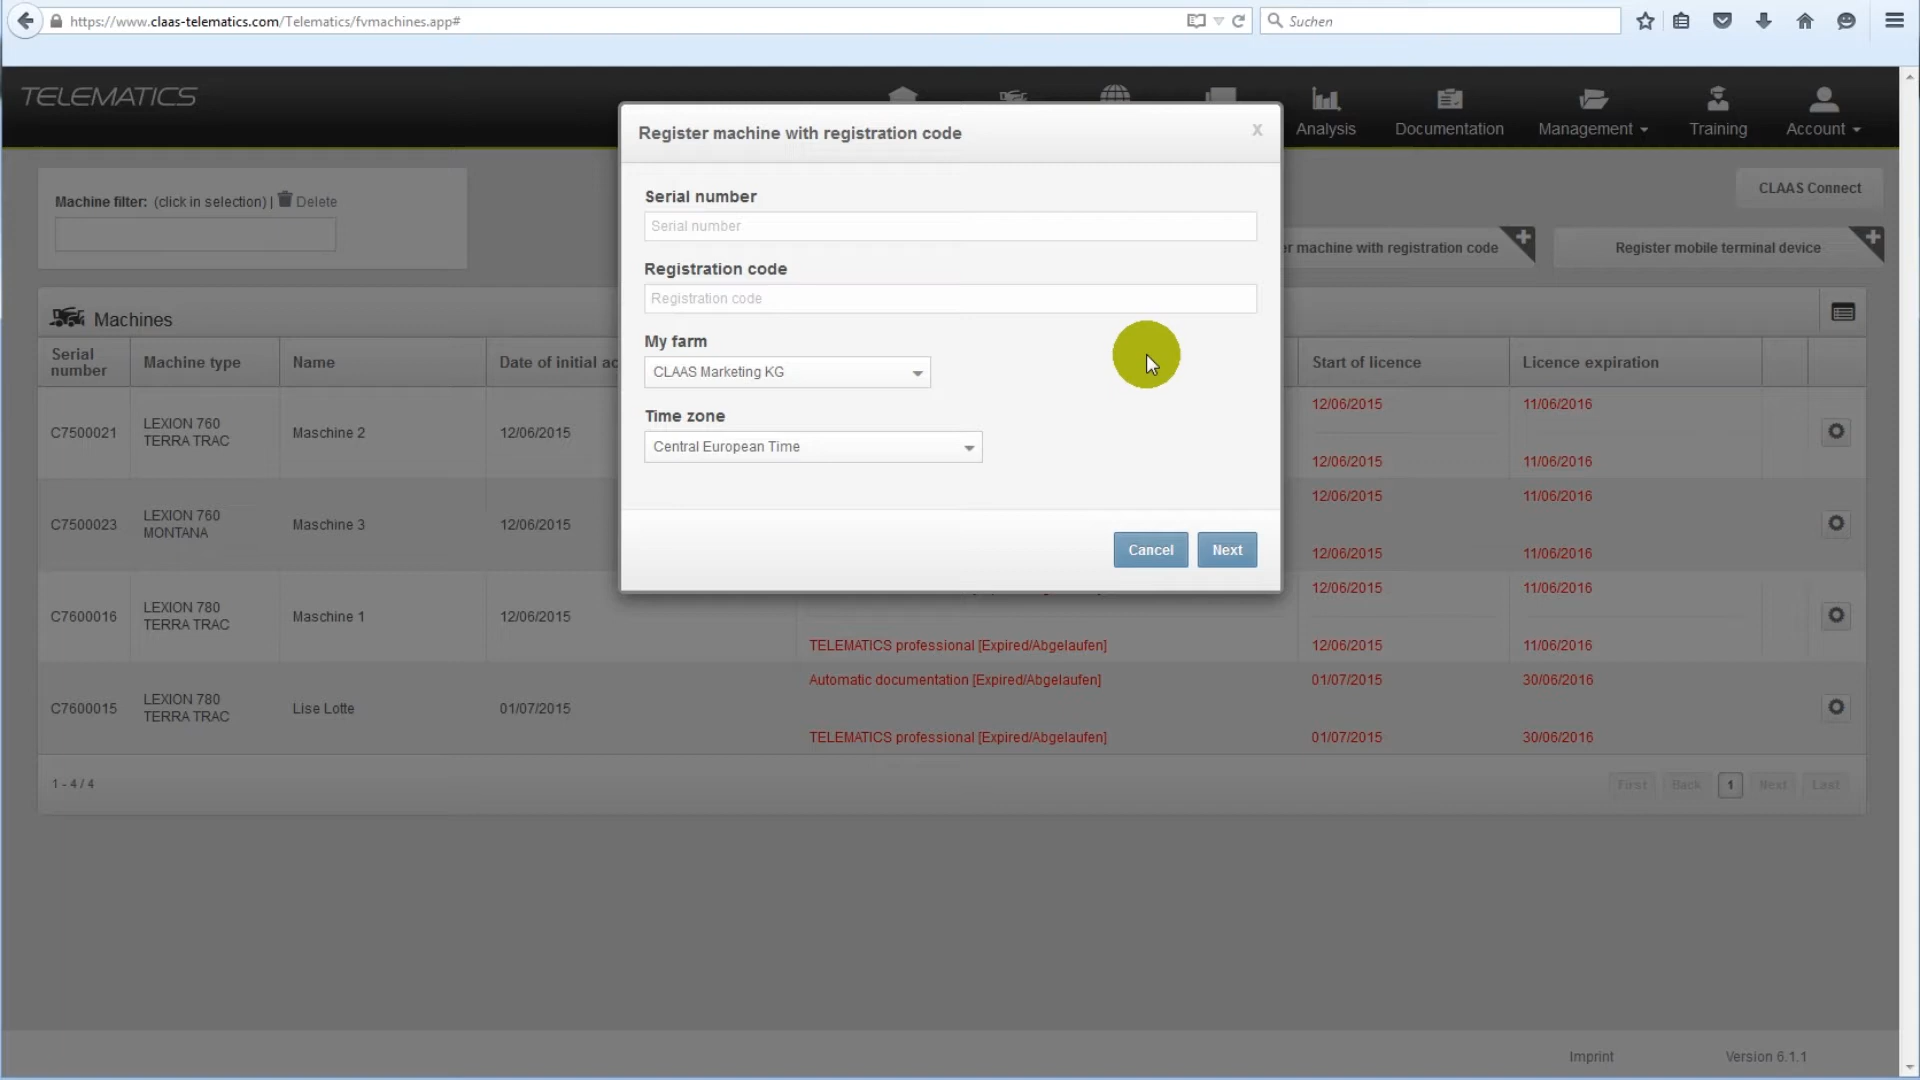 https://www.claas-telematics.com/Telematics/fvmachines.app#
Suchen
TELEMATICS
Analysis
Documentation
Management
Training
Account
Register machine with registration code
X
Serial number
Serial number
Registration code
Registration code
My farm
CLAAS Marketing KG
Time zone
Central European Time
Cancel
Next
Machine filter: (click in selection) | Delete
CLAAS Connect
r machine with registration code
Register mobile terminal device
Machines
Serial number
Machine type
Name
Date of initial ac
Start of licence
Licence expiration
C7500021
LEXION 760
TERRA TRAC
Maschine 2
12/06/2015
12/06/2015
11/06/2016
12/06/2015
11/06/2016
C7500023
LEXION 760
MONTANA
Maschine 3
12/06/2015
12/06/2015
11/06/2016
12/06/2015
11/06/2016
C7600016
LEXION 780
TERRA TRAC
Maschine 1
12/06/2015
12/06/2015
11/06/2016
TELEMATICS professional [Expired/Abgelaufen]
12/06/2015
11/06/2016
C7600015
LEXION 780
TERRA TRAC
Lise Lotte
01/07/2015
Automatic documentation [Expired/Abgelaufen]
01/07/2015
30/06/2016
TELEMATICS professional [Expired/Abgelaufen]
01/07/2015
30/06/2016
1 - 4 / 4
First
Back
1
Next
Last
Imprint
Version 6.1.1